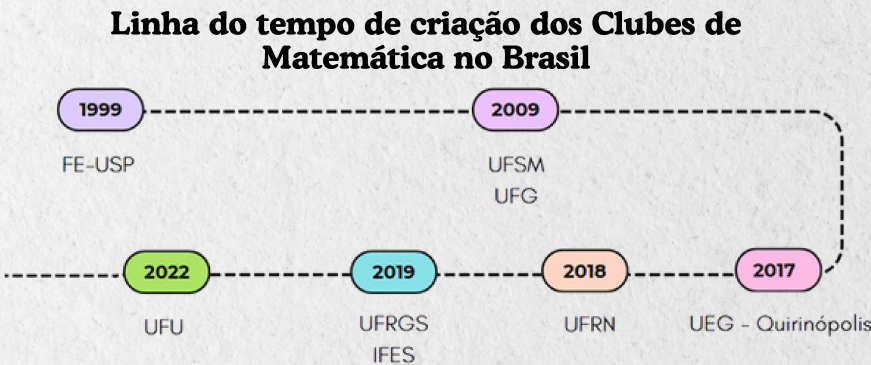 Linha do tempo de criação dos Clubes de
Matemática no Brasil
1999
FE-USP
2009
UFSM
UFG
2017
UEG - Quirinópolis
2018
UFRN
2019
UFRGS
IFES
2022
UFU